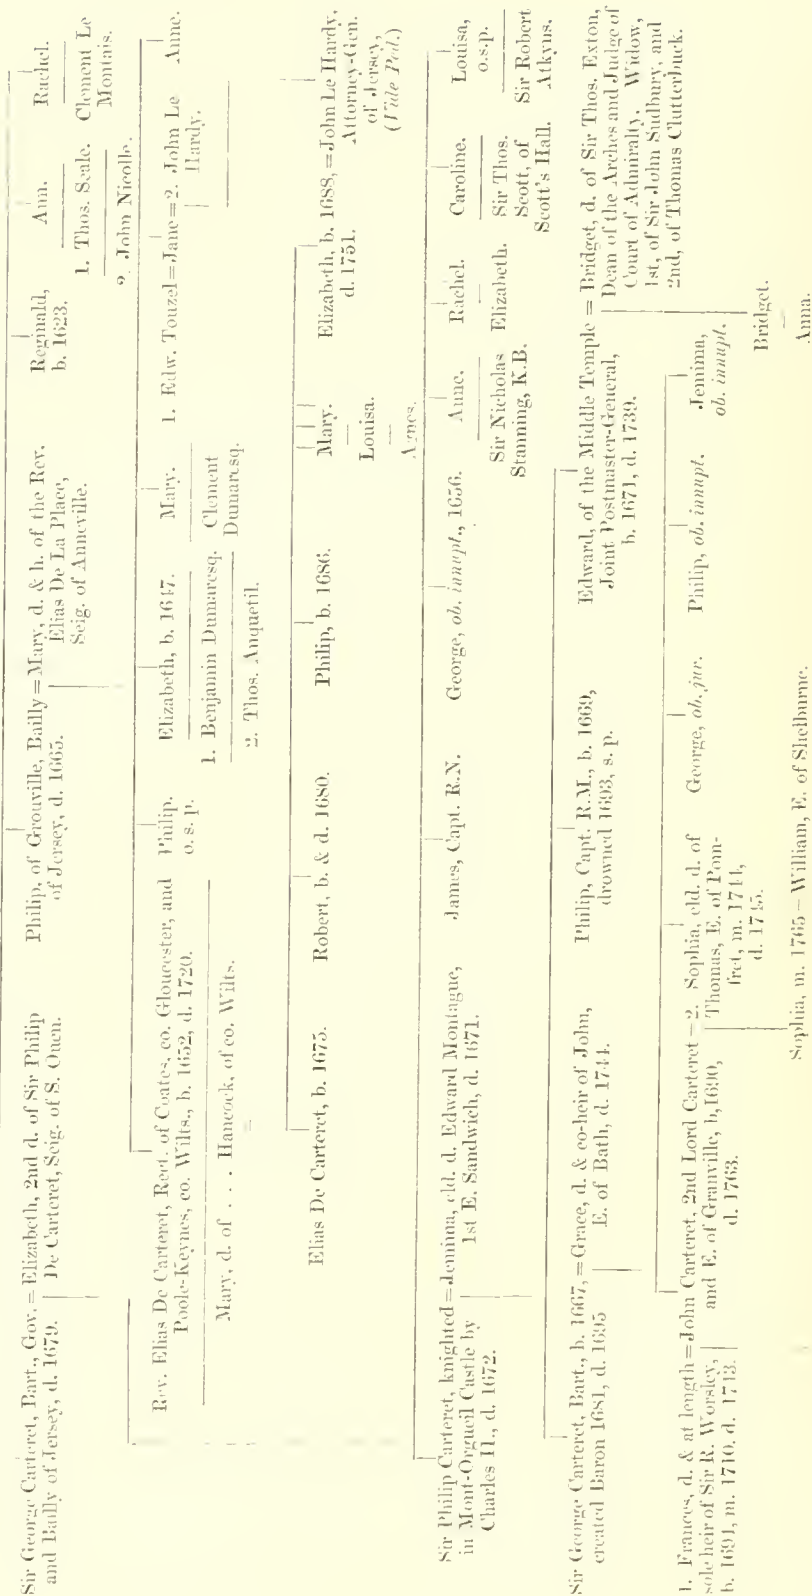 Sir George Carteret, Bart., Gov. = Elizabeth, 2nd d. of Sir Philip
and Bailly of Jersey, d. 1679.
De Carteret, Seig. of S. Ouen.
Philip, of Grouville, Bailly = Mary, d. & h. of the Rev.
of Jersey, d. 1665.
Elias De La Place,
Seig. of Anneville.
Reginald,
b. 1623.
Ann.
1. Thos. Seale.
2. John Nicolle.
Rachel.
Clement Le
Montais.
Rev. Elias De Carteret, Rect. of Coates, co. Gloucester, and
Poole-Keynes, co. Wilts., b. 1652, d. 1720.
Mary, d. of . . . . Hancock, of co. Wilts.
Philip.
o. s. p.
Elizabeth, b. 1647.
1. Benjamin Dumaresq.
2. Thos. Anquetil.
Mary.
Clement
Dumaresq.
1. Edw. Touzel = Jane = 2. John Le
Hardy.
Anne.
Elias De Carteret, b. 1675.
Robert, b. & d. 1680.
Philip, b. 1686.
Mary.
Louisa.
Agnes.
Elizabeth, b. 1688, = John Le Hardy,
d. 1751.
Attorney-Gen.
of Jersey,
(Vide Ped.)
Sir Philip Carteret, knighted = Jemima, eld. d. Edward Montague,
in Mont-Orgueil Castle by
Charles II., d. 1672.
1st E. Sandwich, d. 1671.
James, Capt. R.N.
George, ob. innupt., 1656.
Anne.
Sir Nicholas
Stanning, K.B.
Rachel.
Elizabeth.
Caroline.
Sir Thos.
Scott, of
Scott's Hall.
Louisa,
o.s.p.
Sir Robert
Atkyns.
Sir George Carteret, Bart., b. 1667, = Grace, d. & co-heir of John,
created Baron 1681, d. 1695
E. of Bath, d. 1744.
Philip, Capt. R.M., b. 1669,
drowned 1693, s. p.
Edward, of the Middle Temple = Bridget, d. of Sir Thos. Exton,
Joint Postmaster-General,
b. 1671, d. 1739.
Dean of the Arches and Judge of
Court of Admiralty. Widow,
1st, of Sir John Sudbury, and
2nd, of Thomas Clutterbuck.
1. Frances, d. & at length = John Carteret, 2nd Lord Carteret = 2. Sophia, eld. d. of
sole heir of Sir R. Worsley,
b. 1694, m. 1710, d. 1743.
and E. of Granville, b, 1690,
d. 1763.
Thomas, E. of Pom-
fret, m. 1744,
d. 1745.
George, ob. jur.
Philip, ob. innupt.
Jemima,
ob. innupt.
Bridget.
Anna.
Sophia, m. 1765 = William, E. of Shelburne.